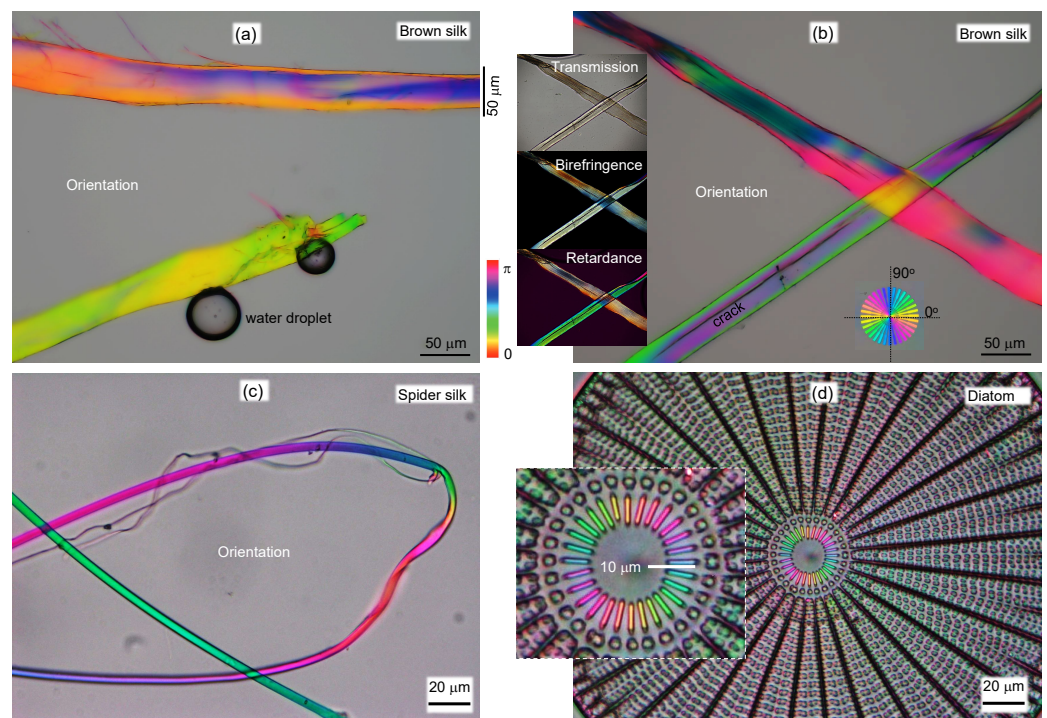 (a)
Brown silk
50 μm
Orientation
water droplet
π
0
50 μm
Transmission
Birefringence
Retardance
(b)
Brown silk
Orientation
crack
90°
0°
50 μm
(c)
Spider silk
Orientation
20 μm
(d)
Diatom
10 μm
20 μm